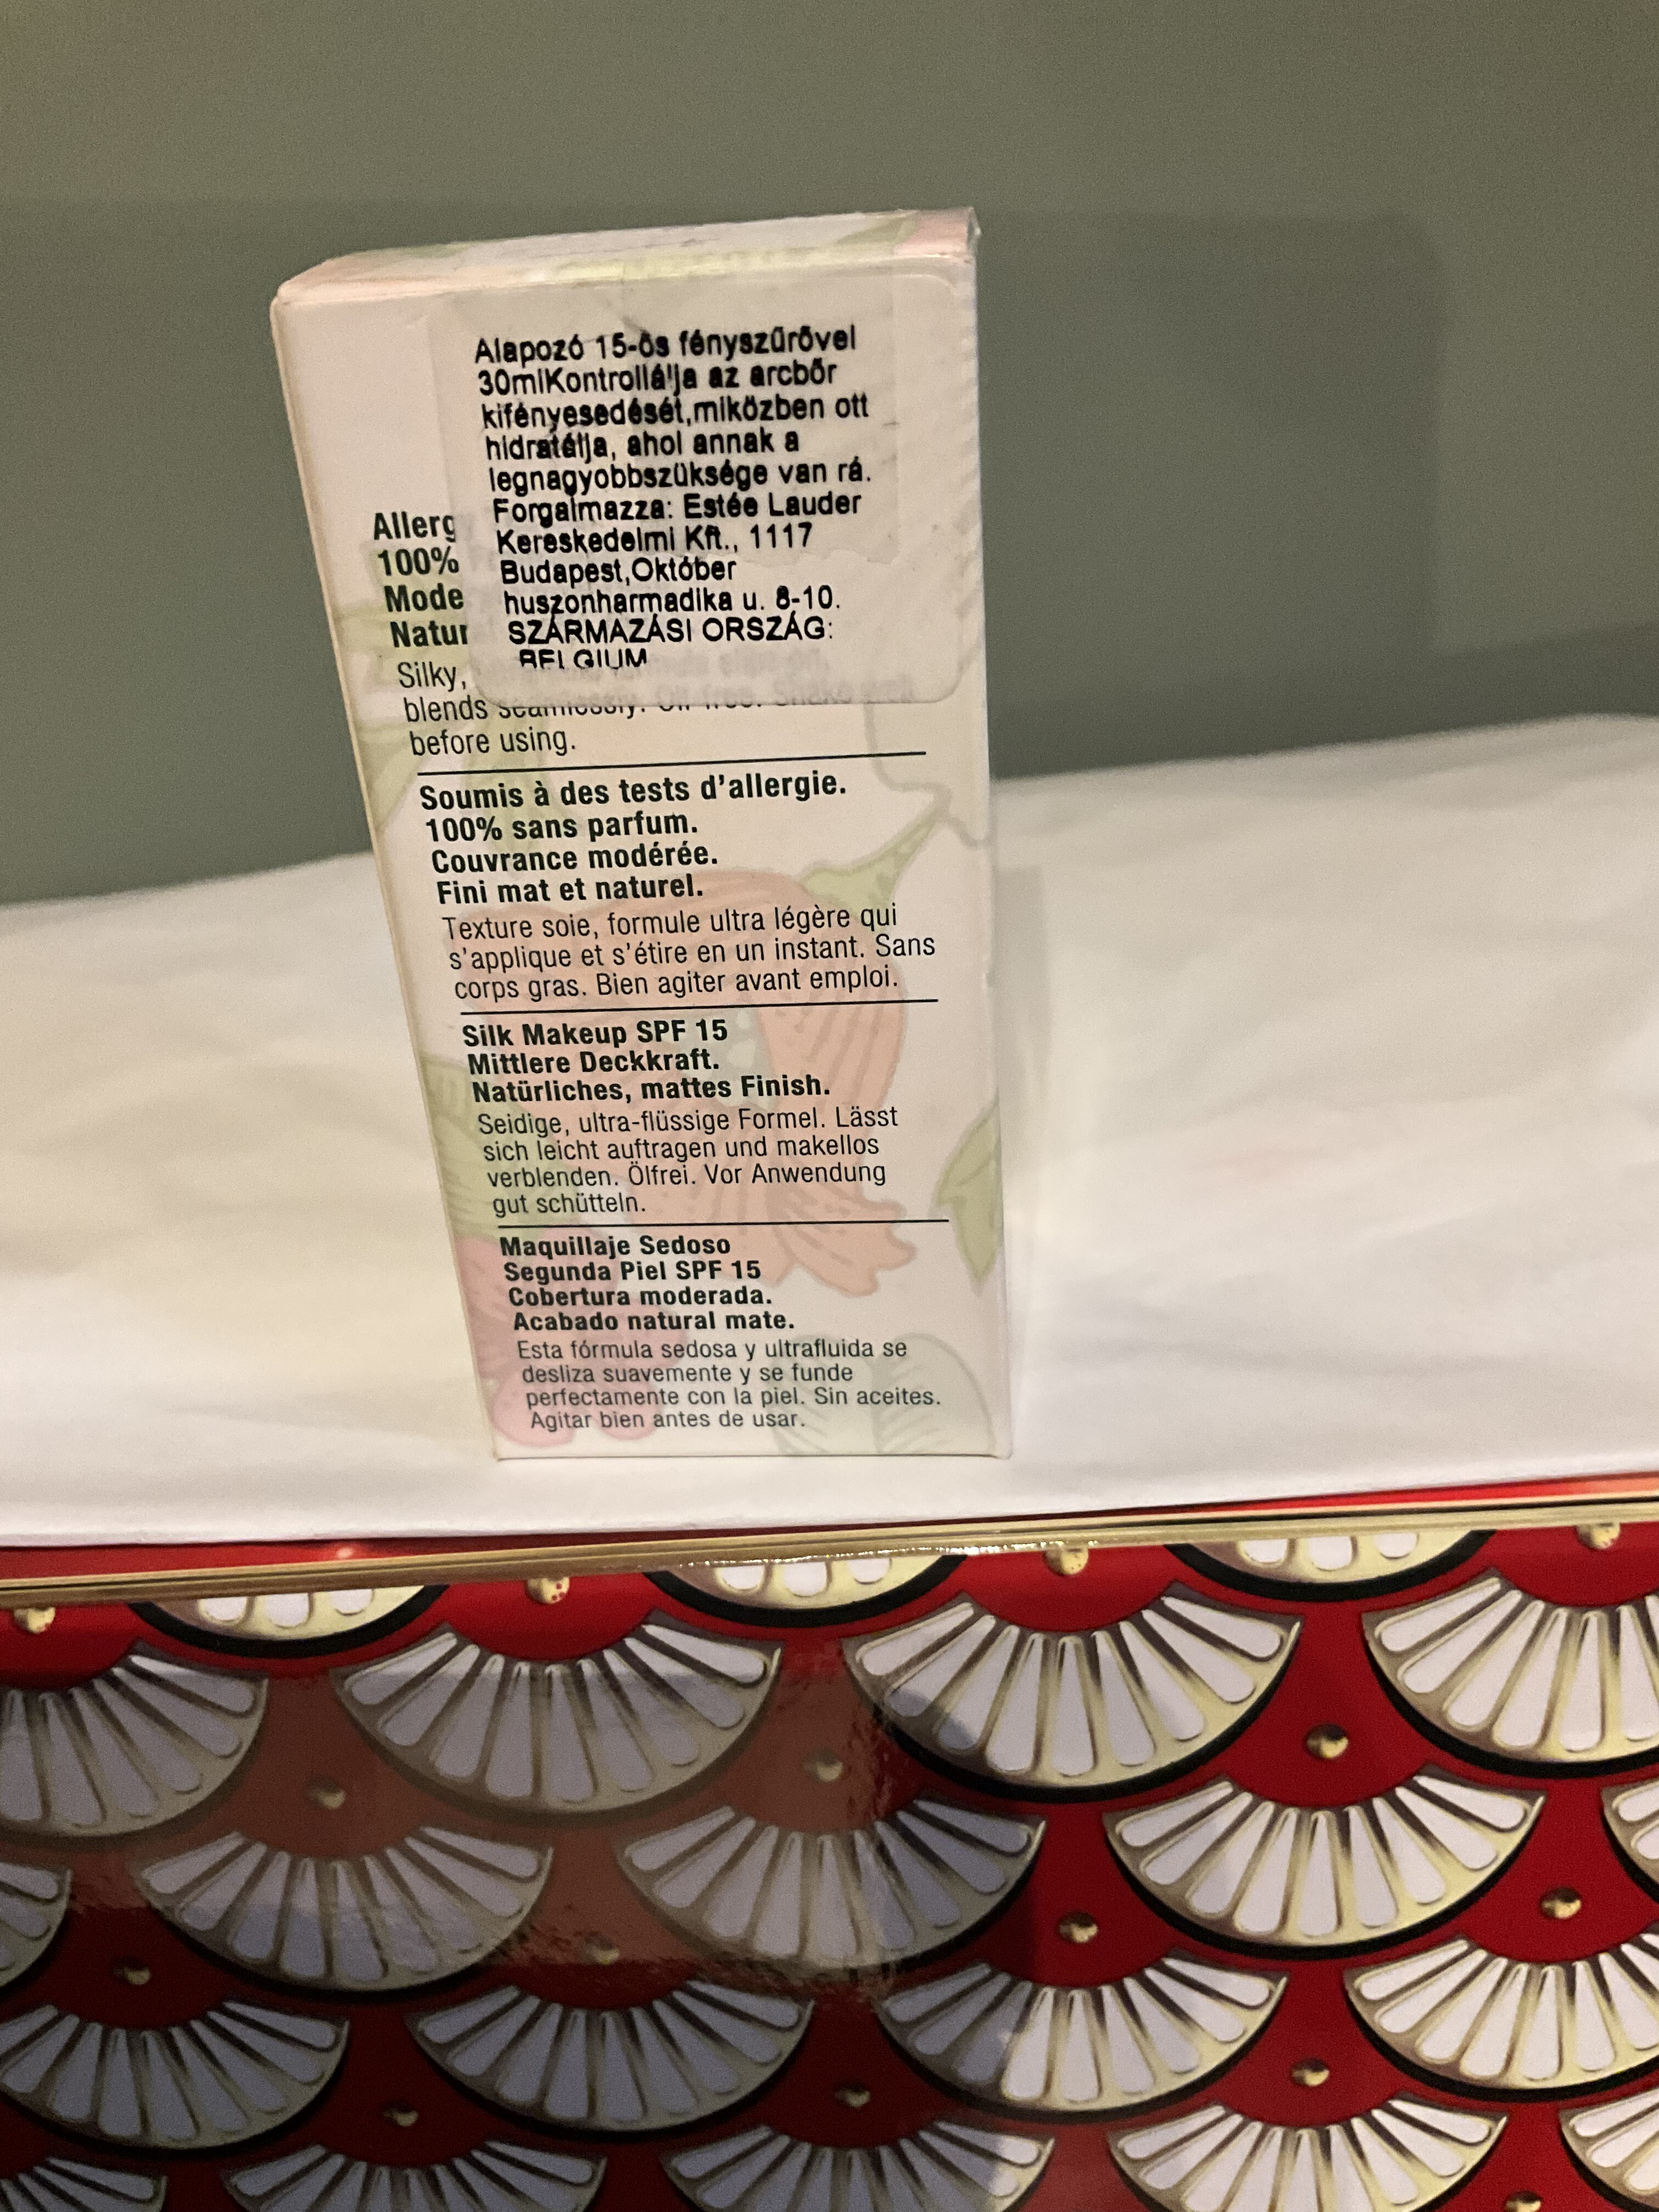 Alapozó 15-ös fényszűrővel
30mlKontrollálja az arcbőr
kifényesedését,miközben ott
hidratálja, ahol annak a
legnagyobbszüksége van rá.
Forgalmazza: Estée Lauder
Kereskedelmi Kft., 1117
Budapest,Október
huszonharmadika u. 8-10.
SZÁRMAZÁSI ORSZÁG:
BELGIUM
Allerg
100%
Mode
Natur
Silky,
blends seamlessly. Oil free. Shake well
before using.
Soumis à des tests d'allergie.
100% sans parfum.
Couvrance modérée.
Fini mat et naturel.
Texture soie, formule ultra légère qui
s'applique et s'étire en un instant. Sans
corps gras. Bien agiter avant emploi.
Silk Makeup SPF 15
Mittlere Deckkraft.
Natürliches, mattes Finish.
Seidige, ultra-flüssige Formel. Lässt
sich leicht auftragen und makellos
verblenden. Ölfrei. Vor Anwendung
gut schütteln.
Maquillaje Sedoso
Segunda Piel SPF 15
Cobertura moderada.
Acabado natural mate.
Esta fórmula sedosa y ultrafluida se
desliza suavemente y se funde
perfectamente con la piel. Sin aceites.
Agitar bien antes de usar.